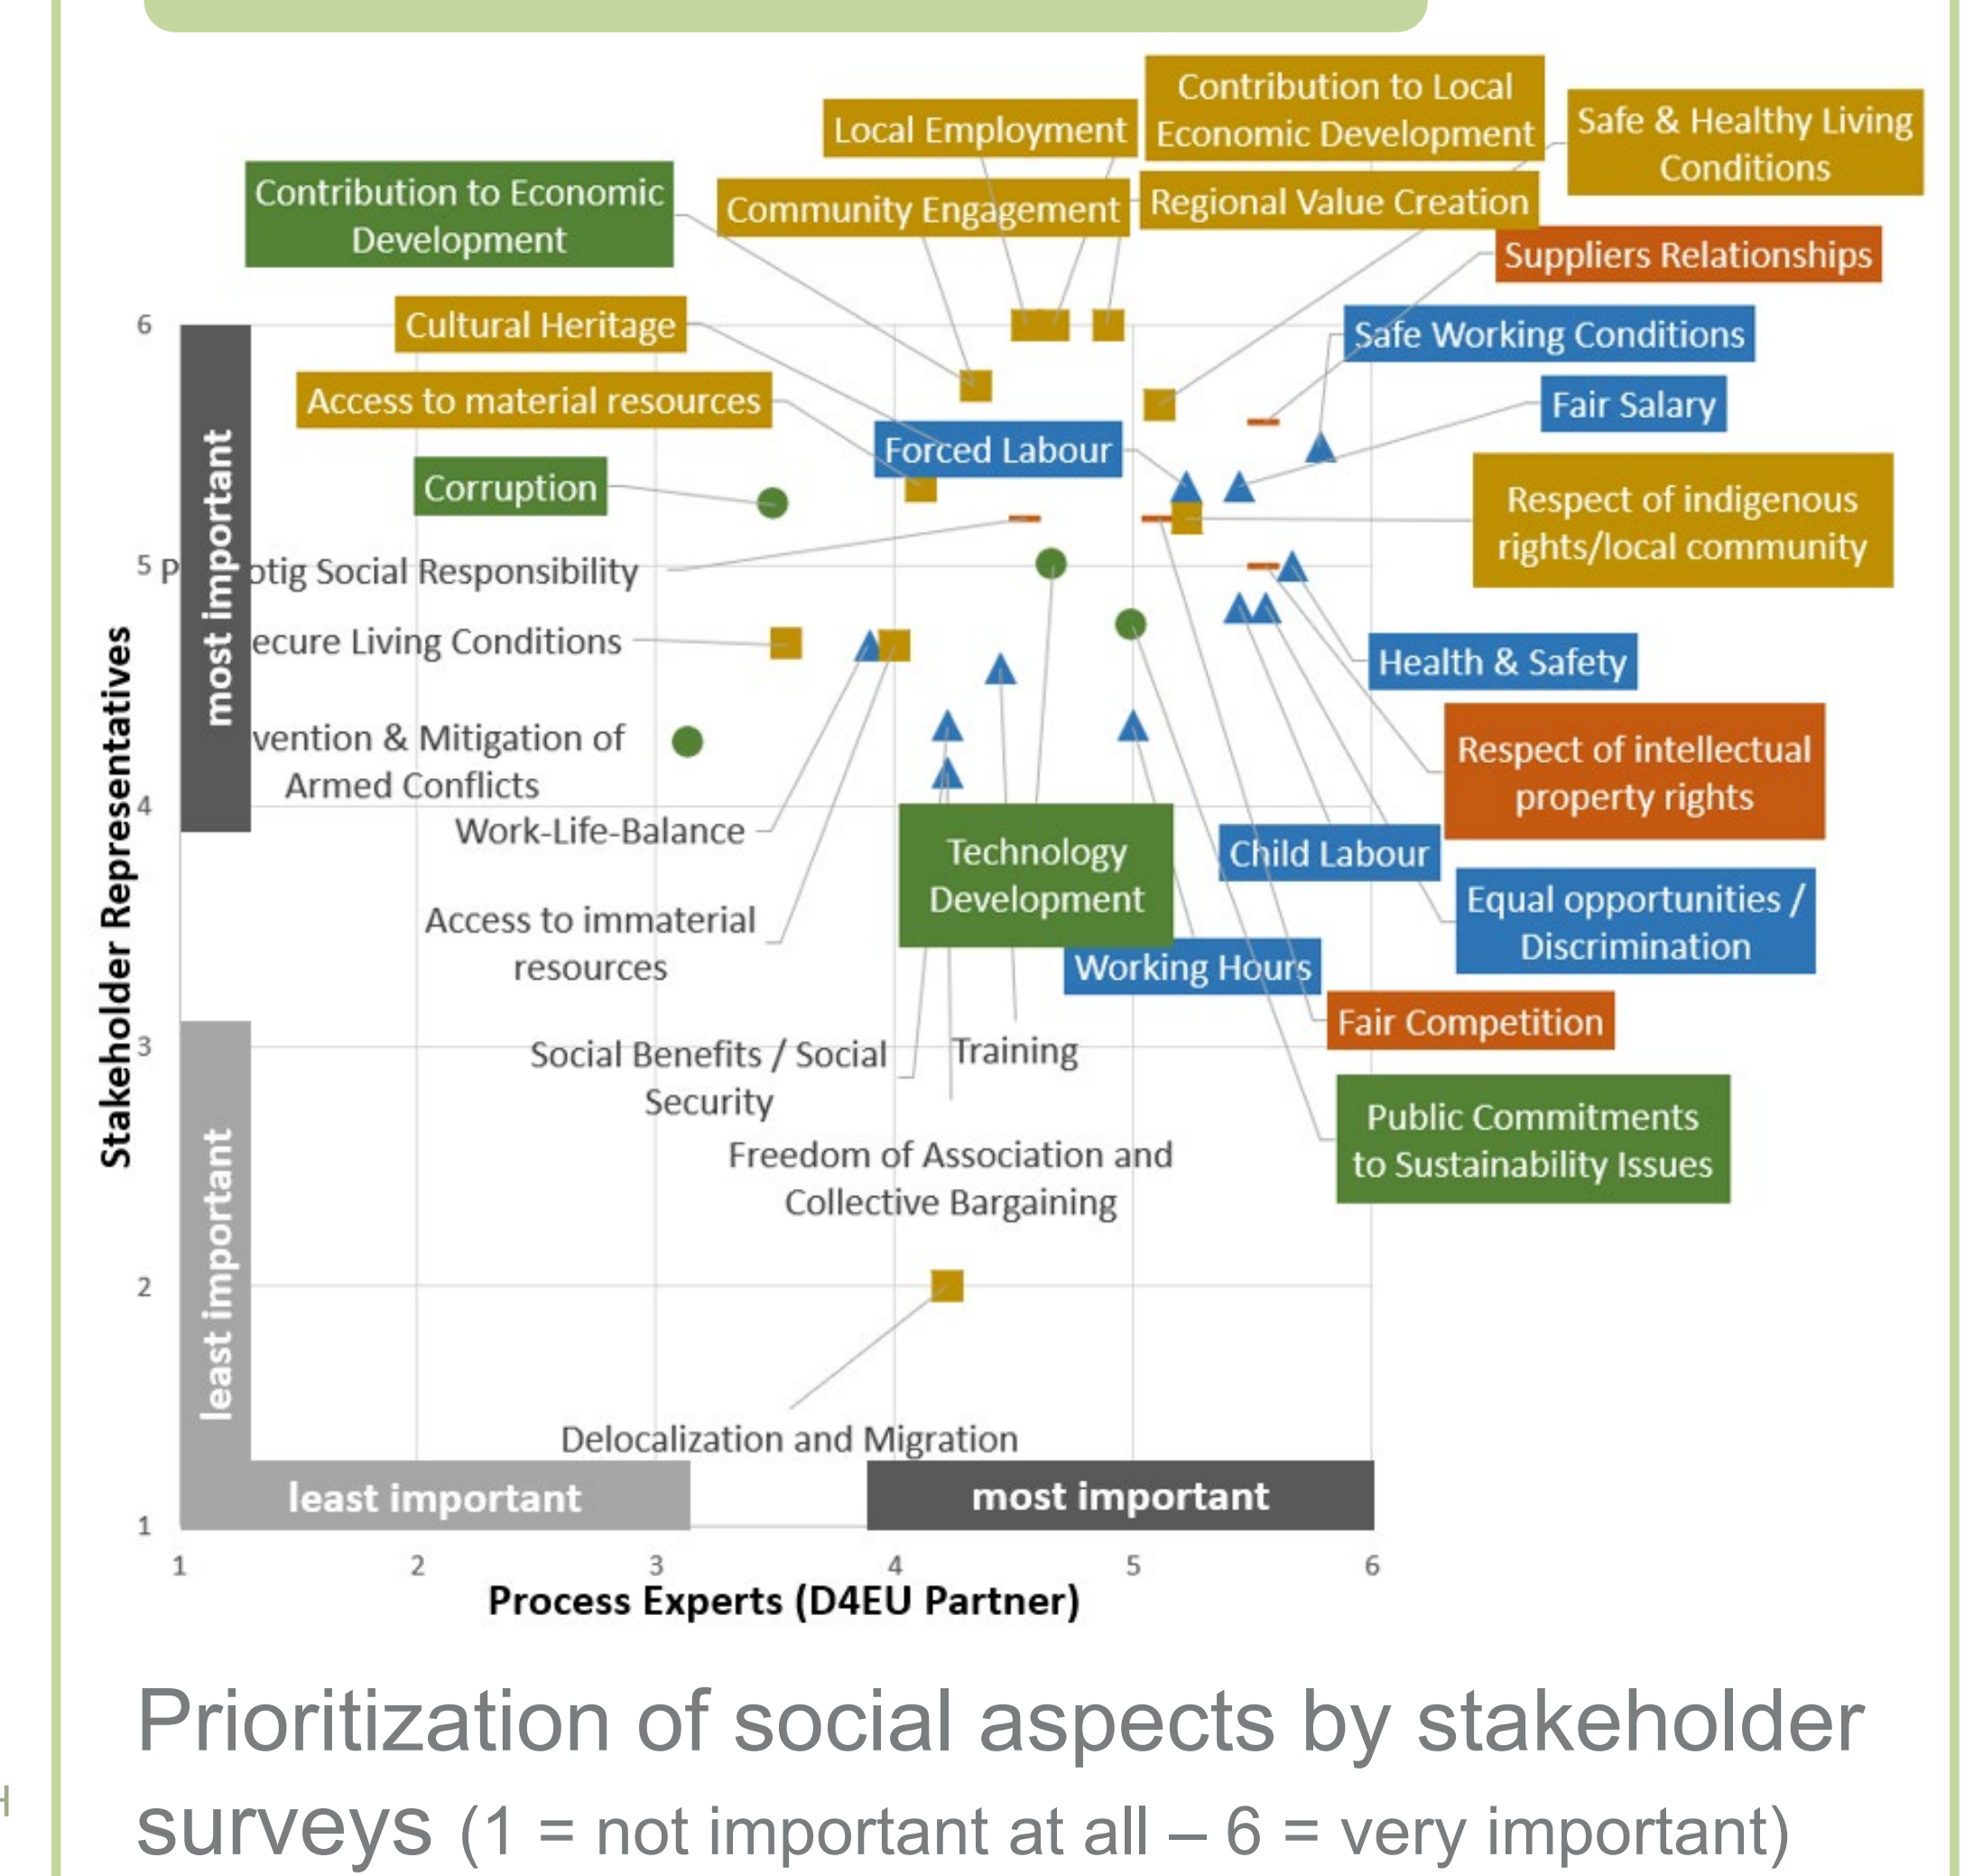 Contribution to Local
Economic Development
Safe & Healthy Living
Conditions
Local Employment
Contribution to Economic
Development
Community Engagement
Regional Value Creation
Suppliers Relationships
Cultural Heritage
Safe Working Conditions
Access to material resources
Fair Salary
Forced Labour
Corruption
Respect of indigenous
rights/local community
P otig Social Responsibility
ecure Living Conditions
Health & Safety
vention & Mitigation of
Armed Conflicts
Respect of intellectual
property rights
Work-Life-Balance
Technology
Development
Child Labour
Access to immaterial
resources
Equal opportunities /
Discrimination
Working Hours
Fair Competition
Social Benefits / Social
Security
Training
Public Commitments
to Sustainability Issues
Freedom of Association and
Collective Bargaining
Delocalization and Migration
Stakeholder Representatives
most important
least important
6
5
4
3
2
1
least important
most important
1 2 3 4 5 6
Process Experts (D4EU Partner)
Prioritization of social aspects by stakeholder
surveys (1 = not important at all – 6 = very important)